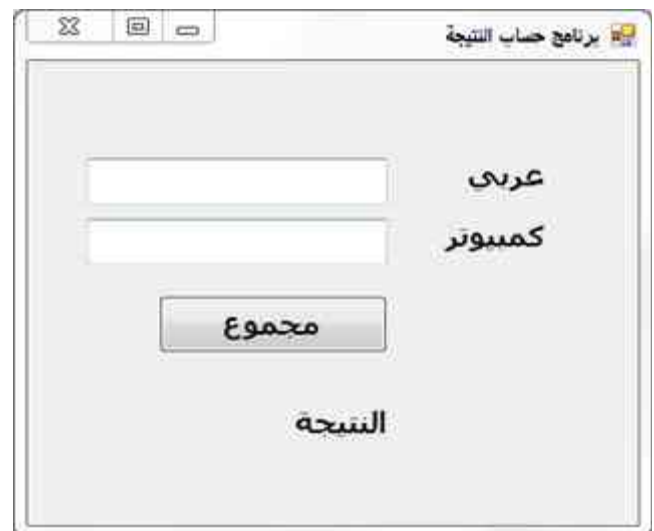 برنامج حساب النتيجة
عربى
كمبيوتر
مجموع
النتيجة